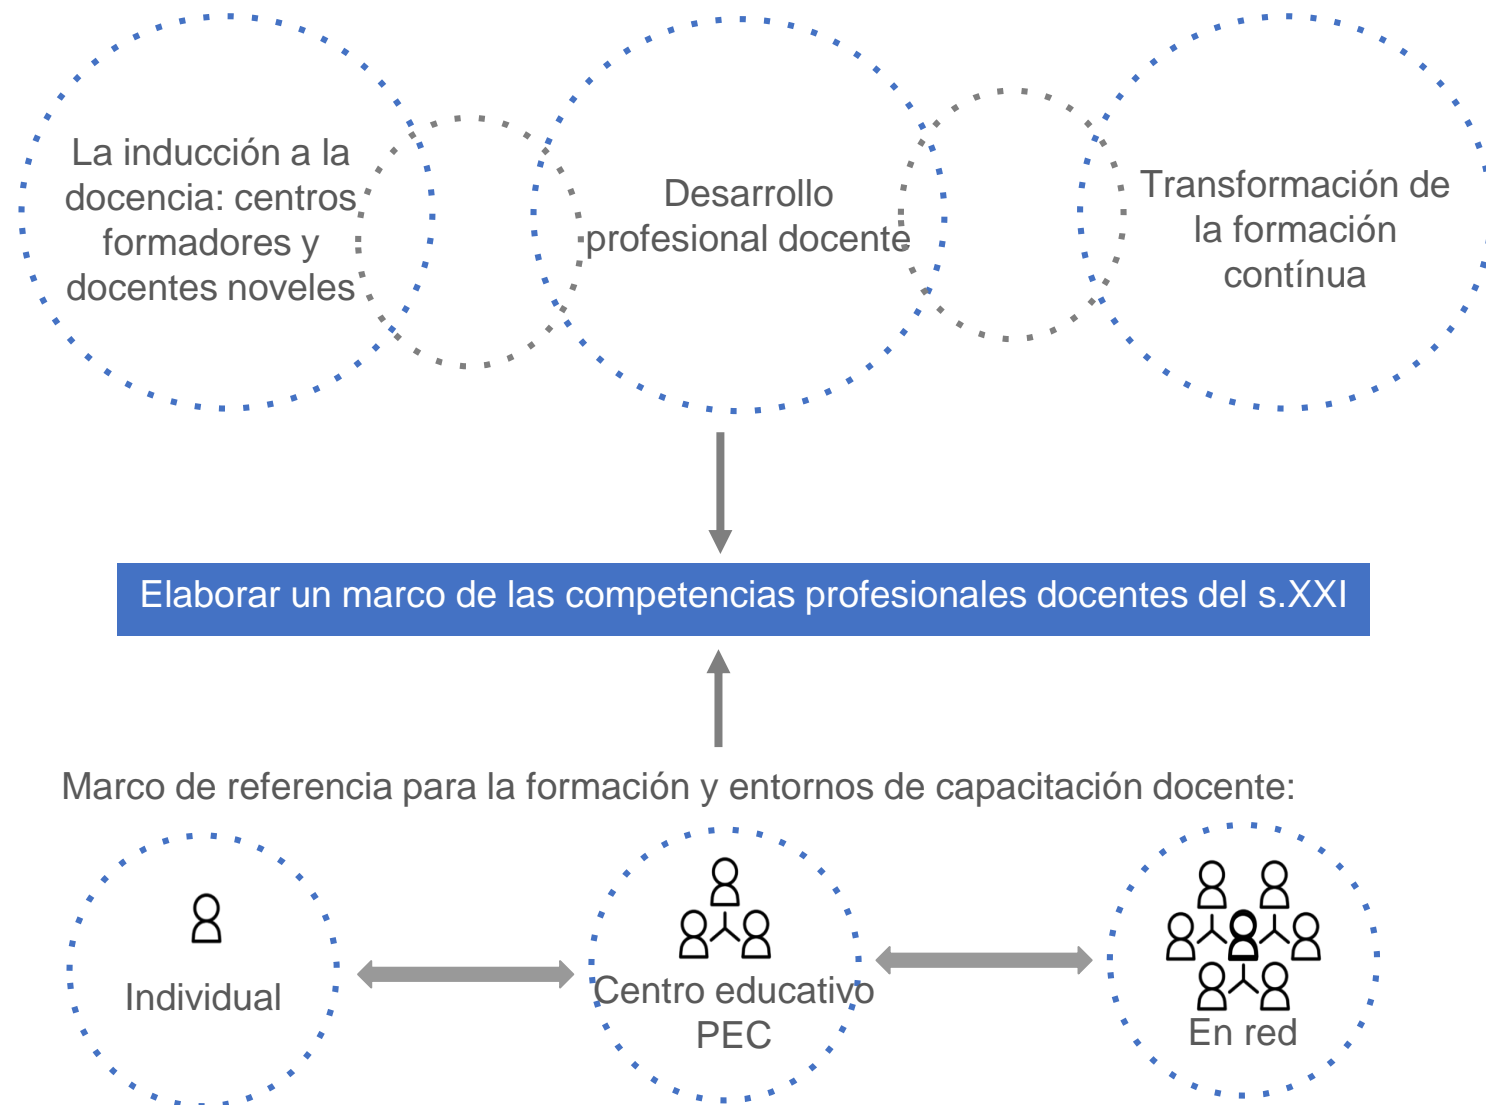 La inducción a la
docencia: centros
formadores y
docentes noveles
Desarrollo
profesional docente
Transformación de
la formación
contínua
Elaborar un marco de las competencias profesionales docentes del s.XXI
Marco de referencia para la formación y entornos de capacitación docente:
Individual
Centro educativo
PEC
En red